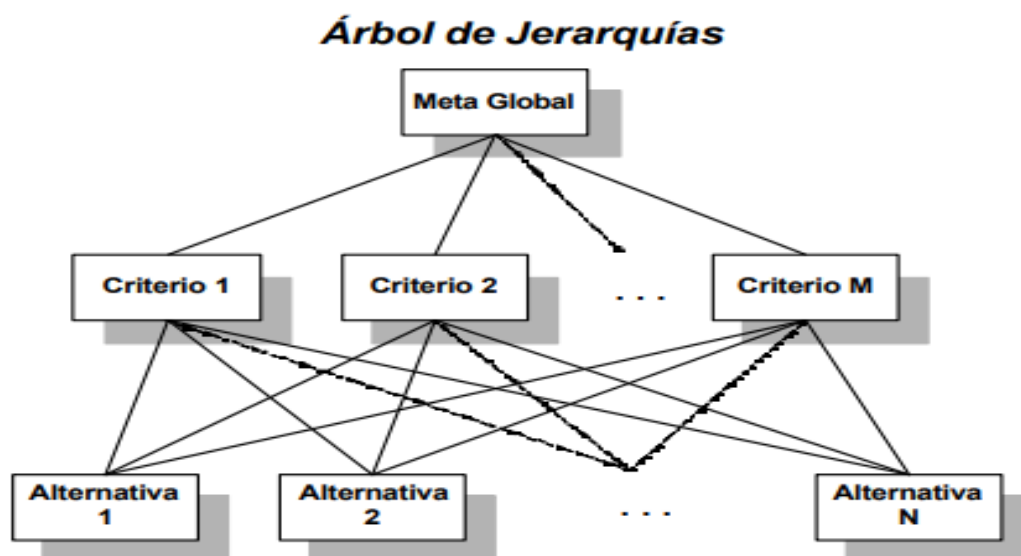 Árbol de Jerarquías
Meta Global
Criterio 1
Criterio 2
. . .
Criterio M
Alternativa
1
Alternativa
2
. . .
Alternativa
N